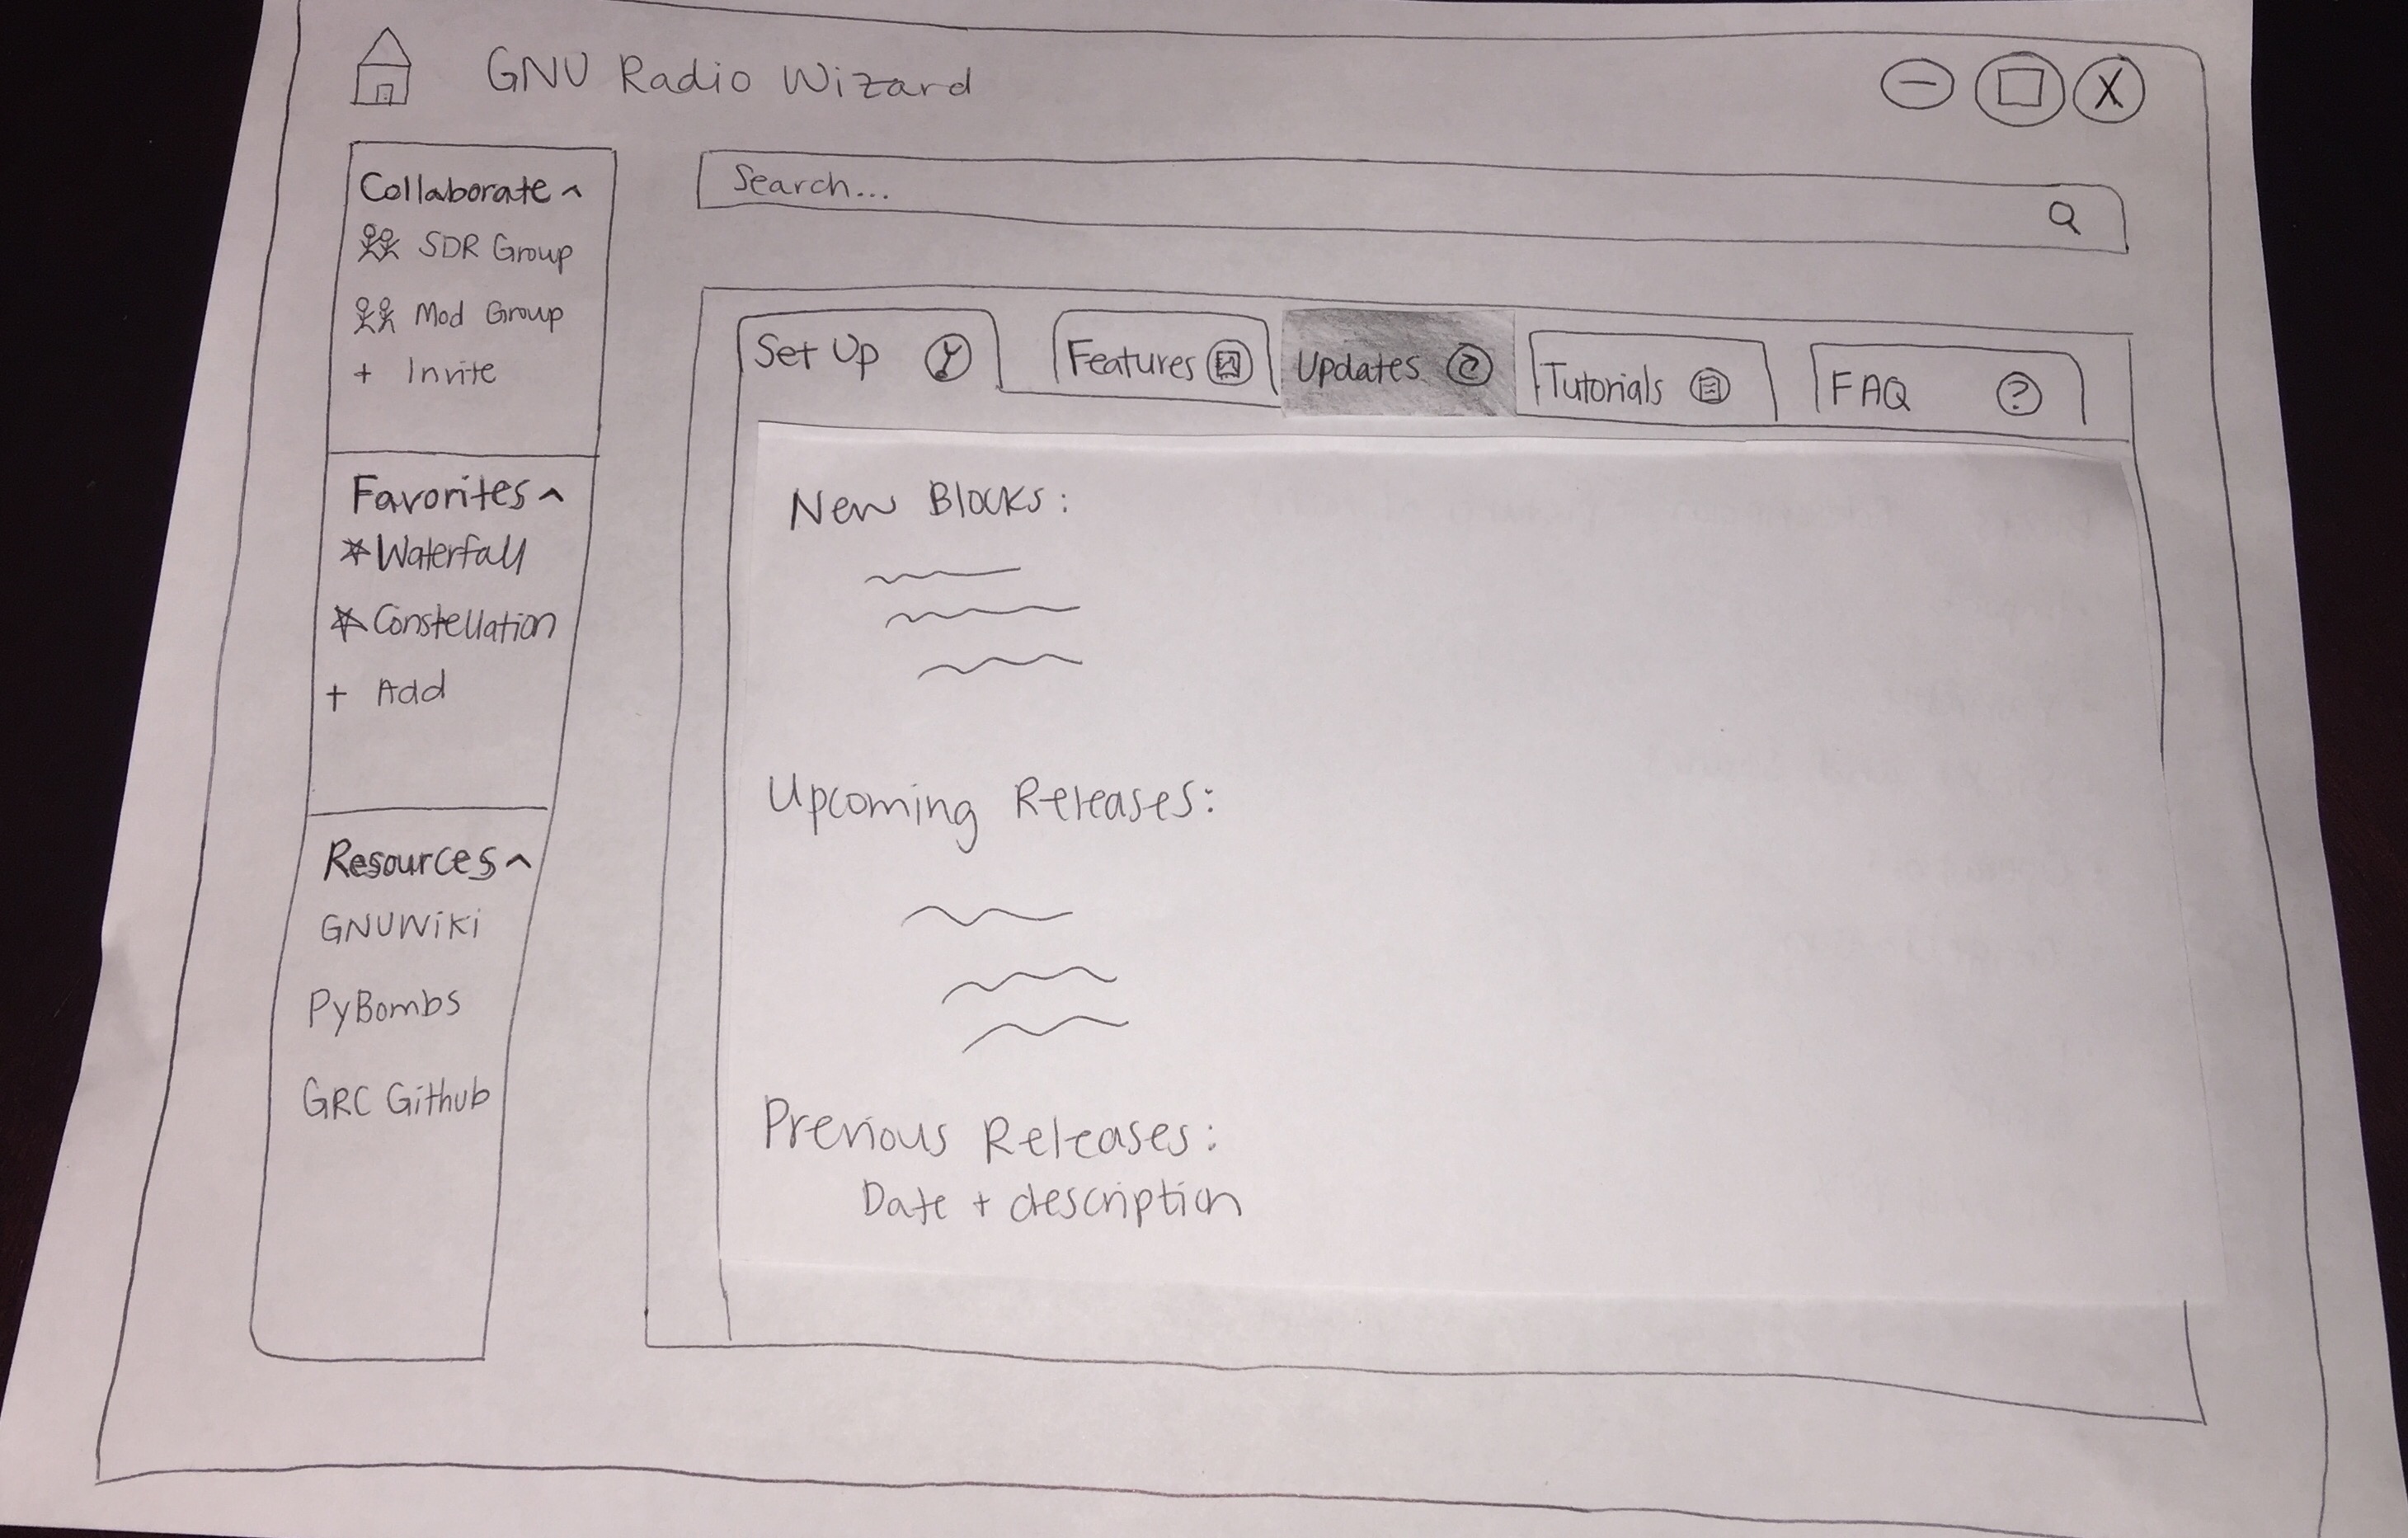 GNU Radio Wizard
Search...
Collaborate ^
SDR Group
Mod Group
+ Invite
Favorites ^
Waterfall
Constellation
+ Add
Resources ^
GNUWiki
PyBombs
GRC Github
Set Up
Features
Updates
Tutorials
FAQ ?
New Blocks:
Upcoming Releases:
Previous Releases:
Date + description